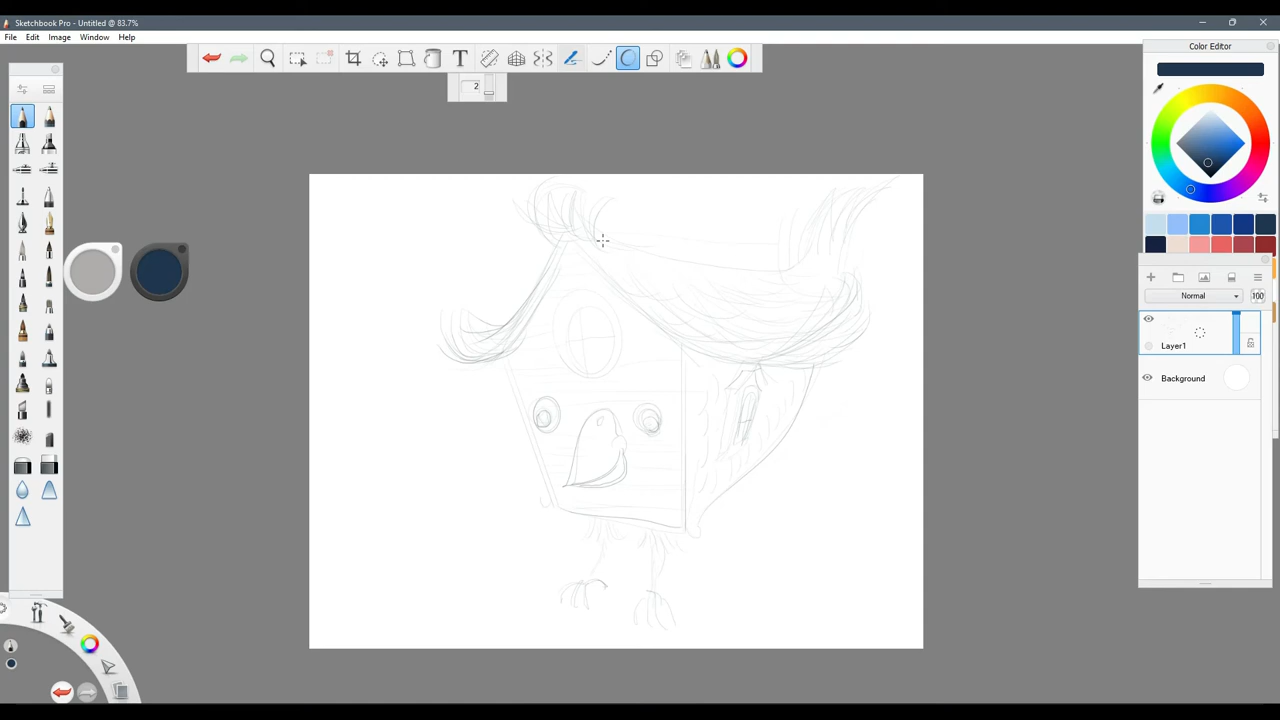 Sketchbook Pro - Untitled @ 83.7%
File Edit Image Window Help
Color Editor
2
Normal
100
Layer1
Background